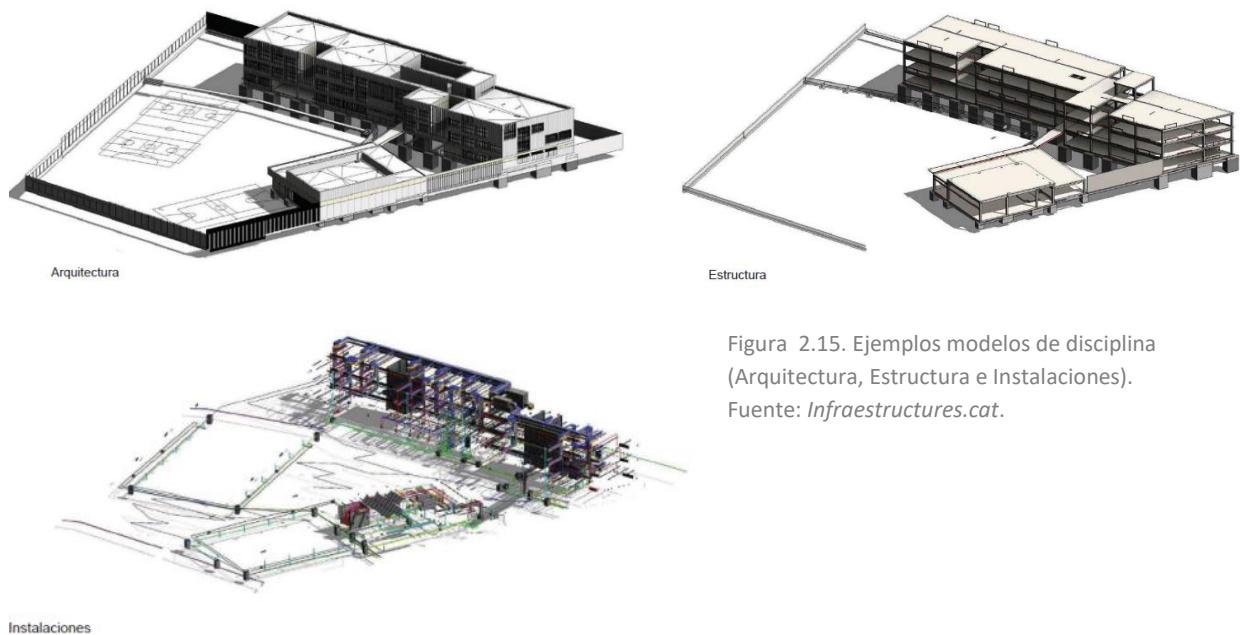 Arquitectura
Estructura
Figura 2.15. Ejemplos modelos de disciplina
(Arquitectura, Estructura e Instalaciones).
Fuente: Infraestructures.cat.
Instalaciones